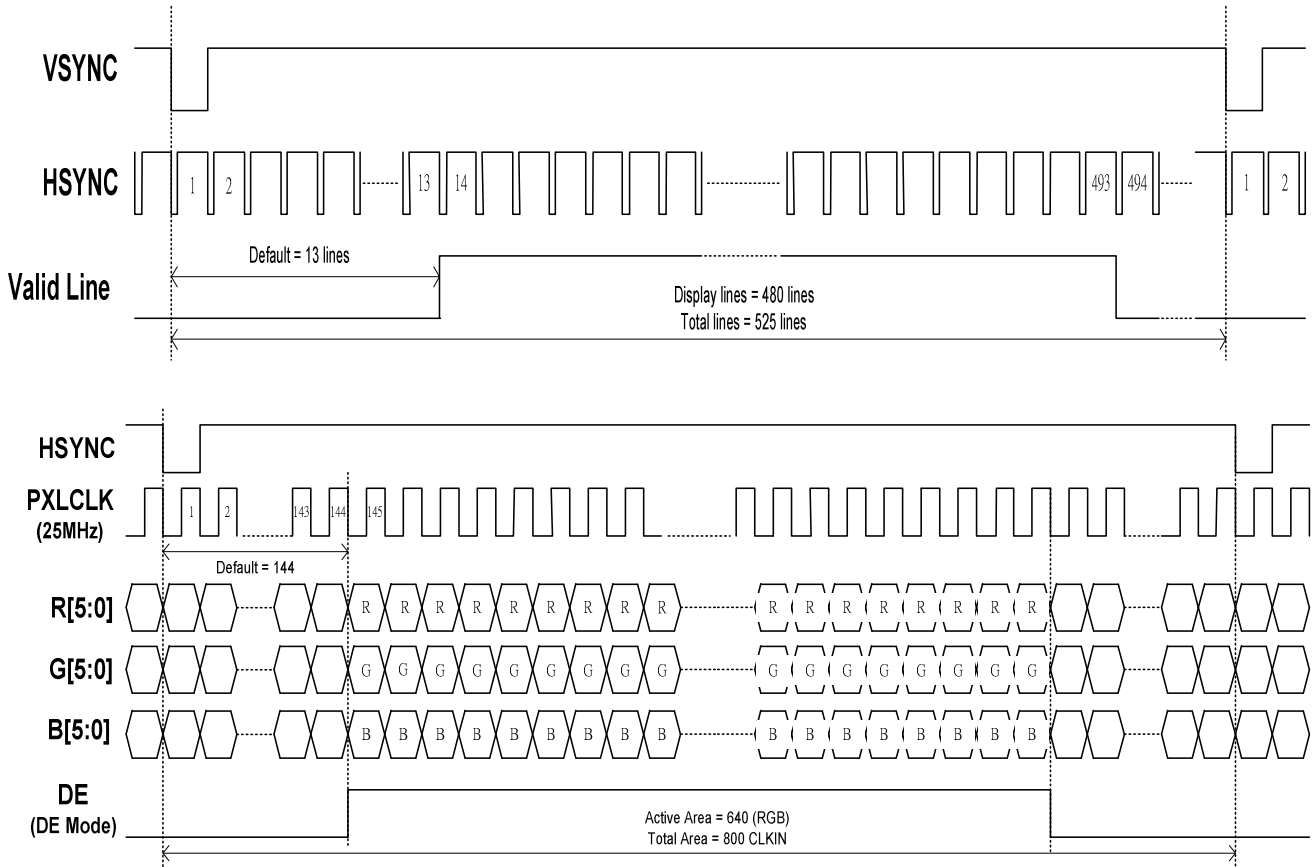 VSYNC
HSYNC
1 2 13 14 493 494 1 2
Default = 13 lines
Valid Line
Display lines = 480 lines
Total lines = 525 lines
HSYNC
PXLCLK
(25MHz)
1 2 143 144 145
Default = 144
R[5:0]
R R R R R R R R R R R R R R R R R
G[5:0]
G G G G G G G G G G G G G G G G G
B[5:0]
B B B B B B B B B B B B B B B B B
DE
(DE Mode)
Active Area = 640 (RGB)
Total Area = 800 CLKIN